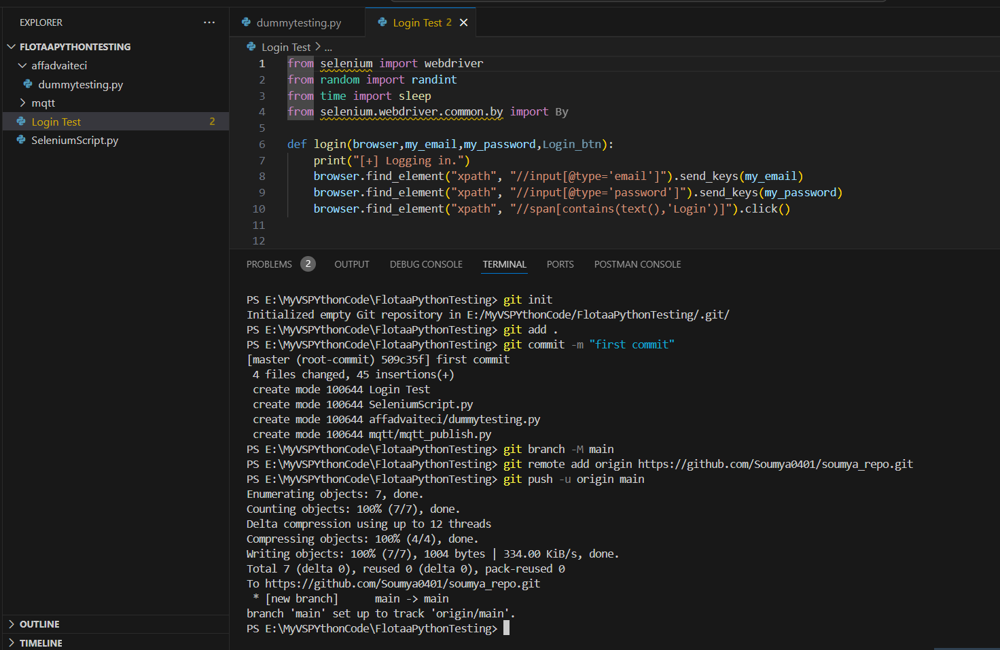 EXPLORER
FLOTAAPYTHONTESTING
affadvaiteci
dummytesting.py
mqtt
Login Test 2
SeleniumScript.py
OUTLINE
TIMELINE
dummytesting.py
Login Test 2
Login Test > ...
1 from selenium import webdriver
2 from random import randint
3 from time import sleep
4 from selenium.webdriver.common.by import By
5
6 def login(browser,my_email,my_password,Login_btn):
7 print("[+] Logging in.")
8 browser.find_element("xpath", "//input[@type='email']").send_keys(my_email)
9 browser.find_element("xpath", "//input[@type='password']").send_keys(my_password)
10 browser.find_element("xpath", "//span[contains(text(),'Login')]").click()
11
12
PROBLEMS 2 OUTPUT DEBUG CONSOLE TERMINAL PORTS POSTMAN CONSOLE
PS E:\MyVSPYthonCode\FlotaaPythonTesting> git init
Initialized empty Git repository in E:/MyVSPYthonCode/FlotaaPythonTesting/.git/
PS E:\MyVSPYthonCode\FlotaaPythonTesting> git add .
PS E:\MyVSPYthonCode\FlotaaPythonTesting> git commit -m "first commit"
[master (root-commit) 509c35f] first commit
4 files changed, 45 insertions(+)
create mode 100644 Login Test
create mode 100644 SeleniumScript.py
create mode 100644 affadvaiteci/dummytesting.py
create mode 100644 mqtt/mqtt_publish.py
PS E:\MyVSPYthonCode\FlotaaPythonTesting> git branch -M main
PS E:\MyVSPYthonCode\FlotaaPythonTesting> git remote add origin https://github.com/Soumya0401/soumya_repo.git
PS E:\MyVSPYthonCode\FlotaaPythonTesting> git push -u origin main
Enumerating objects: 7, done.
Counting objects: 100% (7/7), done.
Delta compression using up to 12 threads
Compressing objects: 100% (4/4), done.
Writing objects: 100% (7/7), 1004 bytes | 334.00 KiB/s, done.
Total 7 (delta 0), reused 0 (delta 0), pack-reused 0
To https://github.com/Soumya0401/soumya_repo.git
* [new branch] main -> main
branch 'main' set up to track 'origin/main'.
PS E:\MyVSPYthonCode\FlotaaPythonTesting>